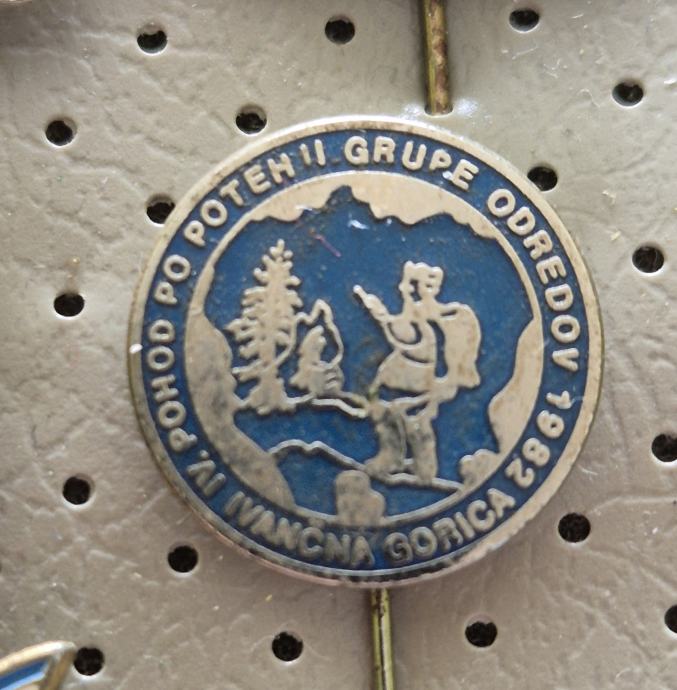 IV. POHOD PO POTEH II. GRUPE ODREDOV 1982
IVANČNA GORICA